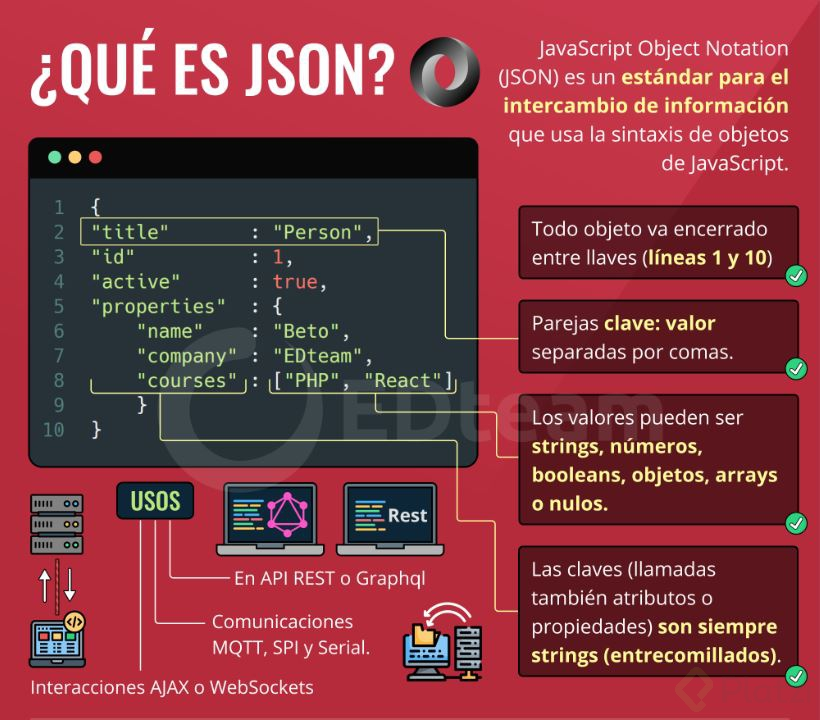 ¿QUÉ ES JSON?
JavaScript Object Notation
(JSON) es un estándar para el
intercambio de información
que usa la sintaxis de objetos
de JavaScript.
1 {
2 "title" : "Person",
3 "id" : 1,
4 "active" : true,
5 "properties" : {
6 "name" : "Beto",
7 "company" : "EDteam",
8 "courses" : ["PHP", "React"]
9 }
10 }
EDteam
Todo objeto va encerrado
entre llaves (líneas 1 y 10)
Parejas clave: valor
separadas por comas.
Los valores pueden ser
strings, números,
booleans, objetos, arrays
o nulos.
Las claves (llamadas
también atributos o
propiedades) son siempre
strings (entrecomillados).
USOS
Rest
En API REST o Graphql
Comunicaciones
MQTT, SPI y Serial.
Interacciones AJAX o WebSockets